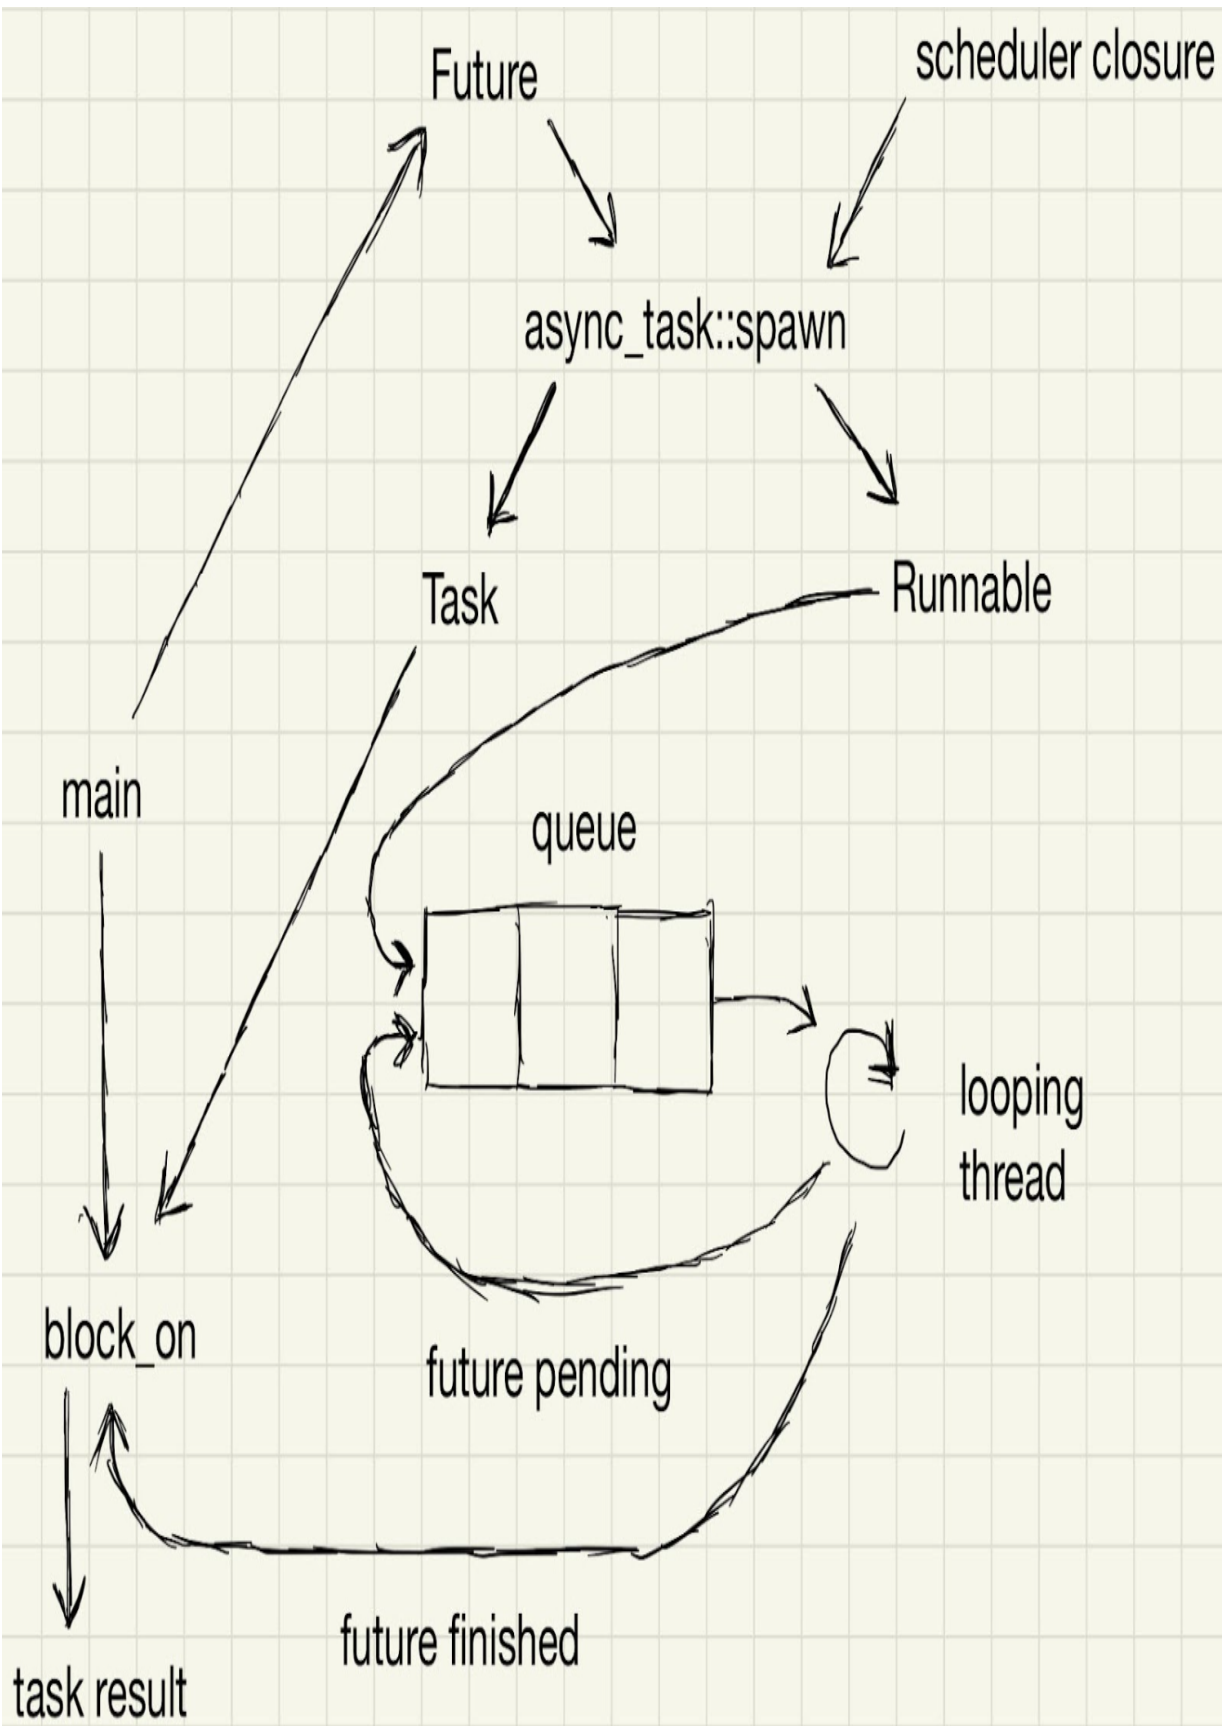 Future
scheduler closure
async_task::spawn
Task
Runnable
main
queue
looping
thread
block_on
future pending
future finished
task result